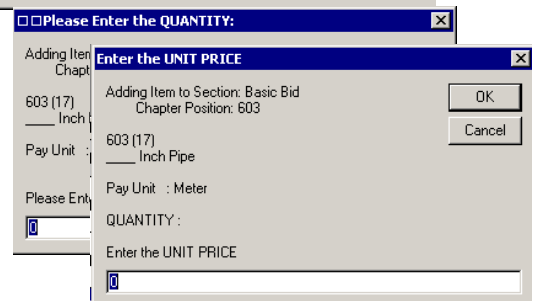 □□Please Enter the QUANTITY:
Adding Iten
Chapt
603 (17)
____ Inch
Pay Unit :
Please Ent
0
Enter the UNIT PRICE
Adding Item to Section: Basic Bid
Chapter Position: 603
603 (17)
____ Inch Pipe
Pay Unit : Meter
QUANTITY :
Enter the UNIT PRICE
0
OK
Cancel